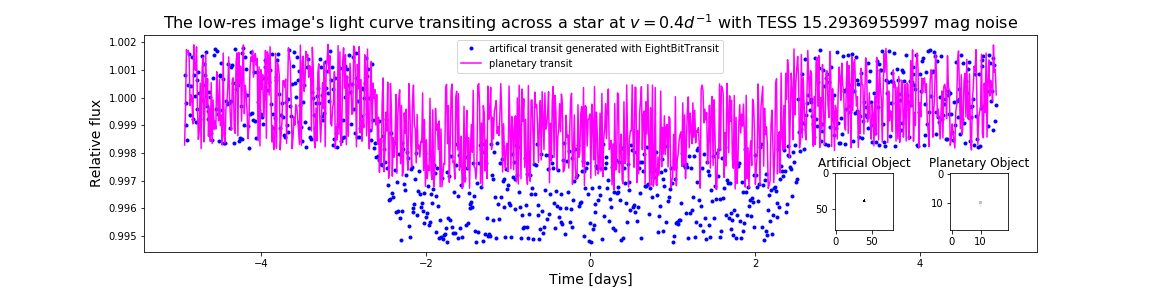 The low-res image's light curve transiting across a star at v = 0.4d⁻¹ with TESS 15.2936955997 mag noise
artifical transit generated with EightBitTransit
planetary transit
Relative flux
1.002
1.001
1.000
0.999
0.998
0.997
0.996
0.995
Artificial Object
0
50
0 50
Planetary Object
0
10
0 10
−4 −2 0 2 4
Time [days]